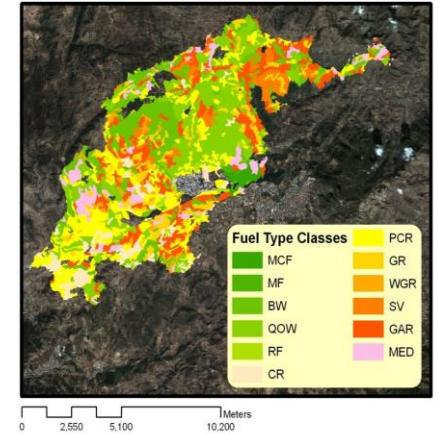 Fuel Type Classes
MCF
MF
BW
QOW
RF
CR
PCR
GR
WGR
SV
GAR
MED
Meters
0 2,550 5,100 10,200